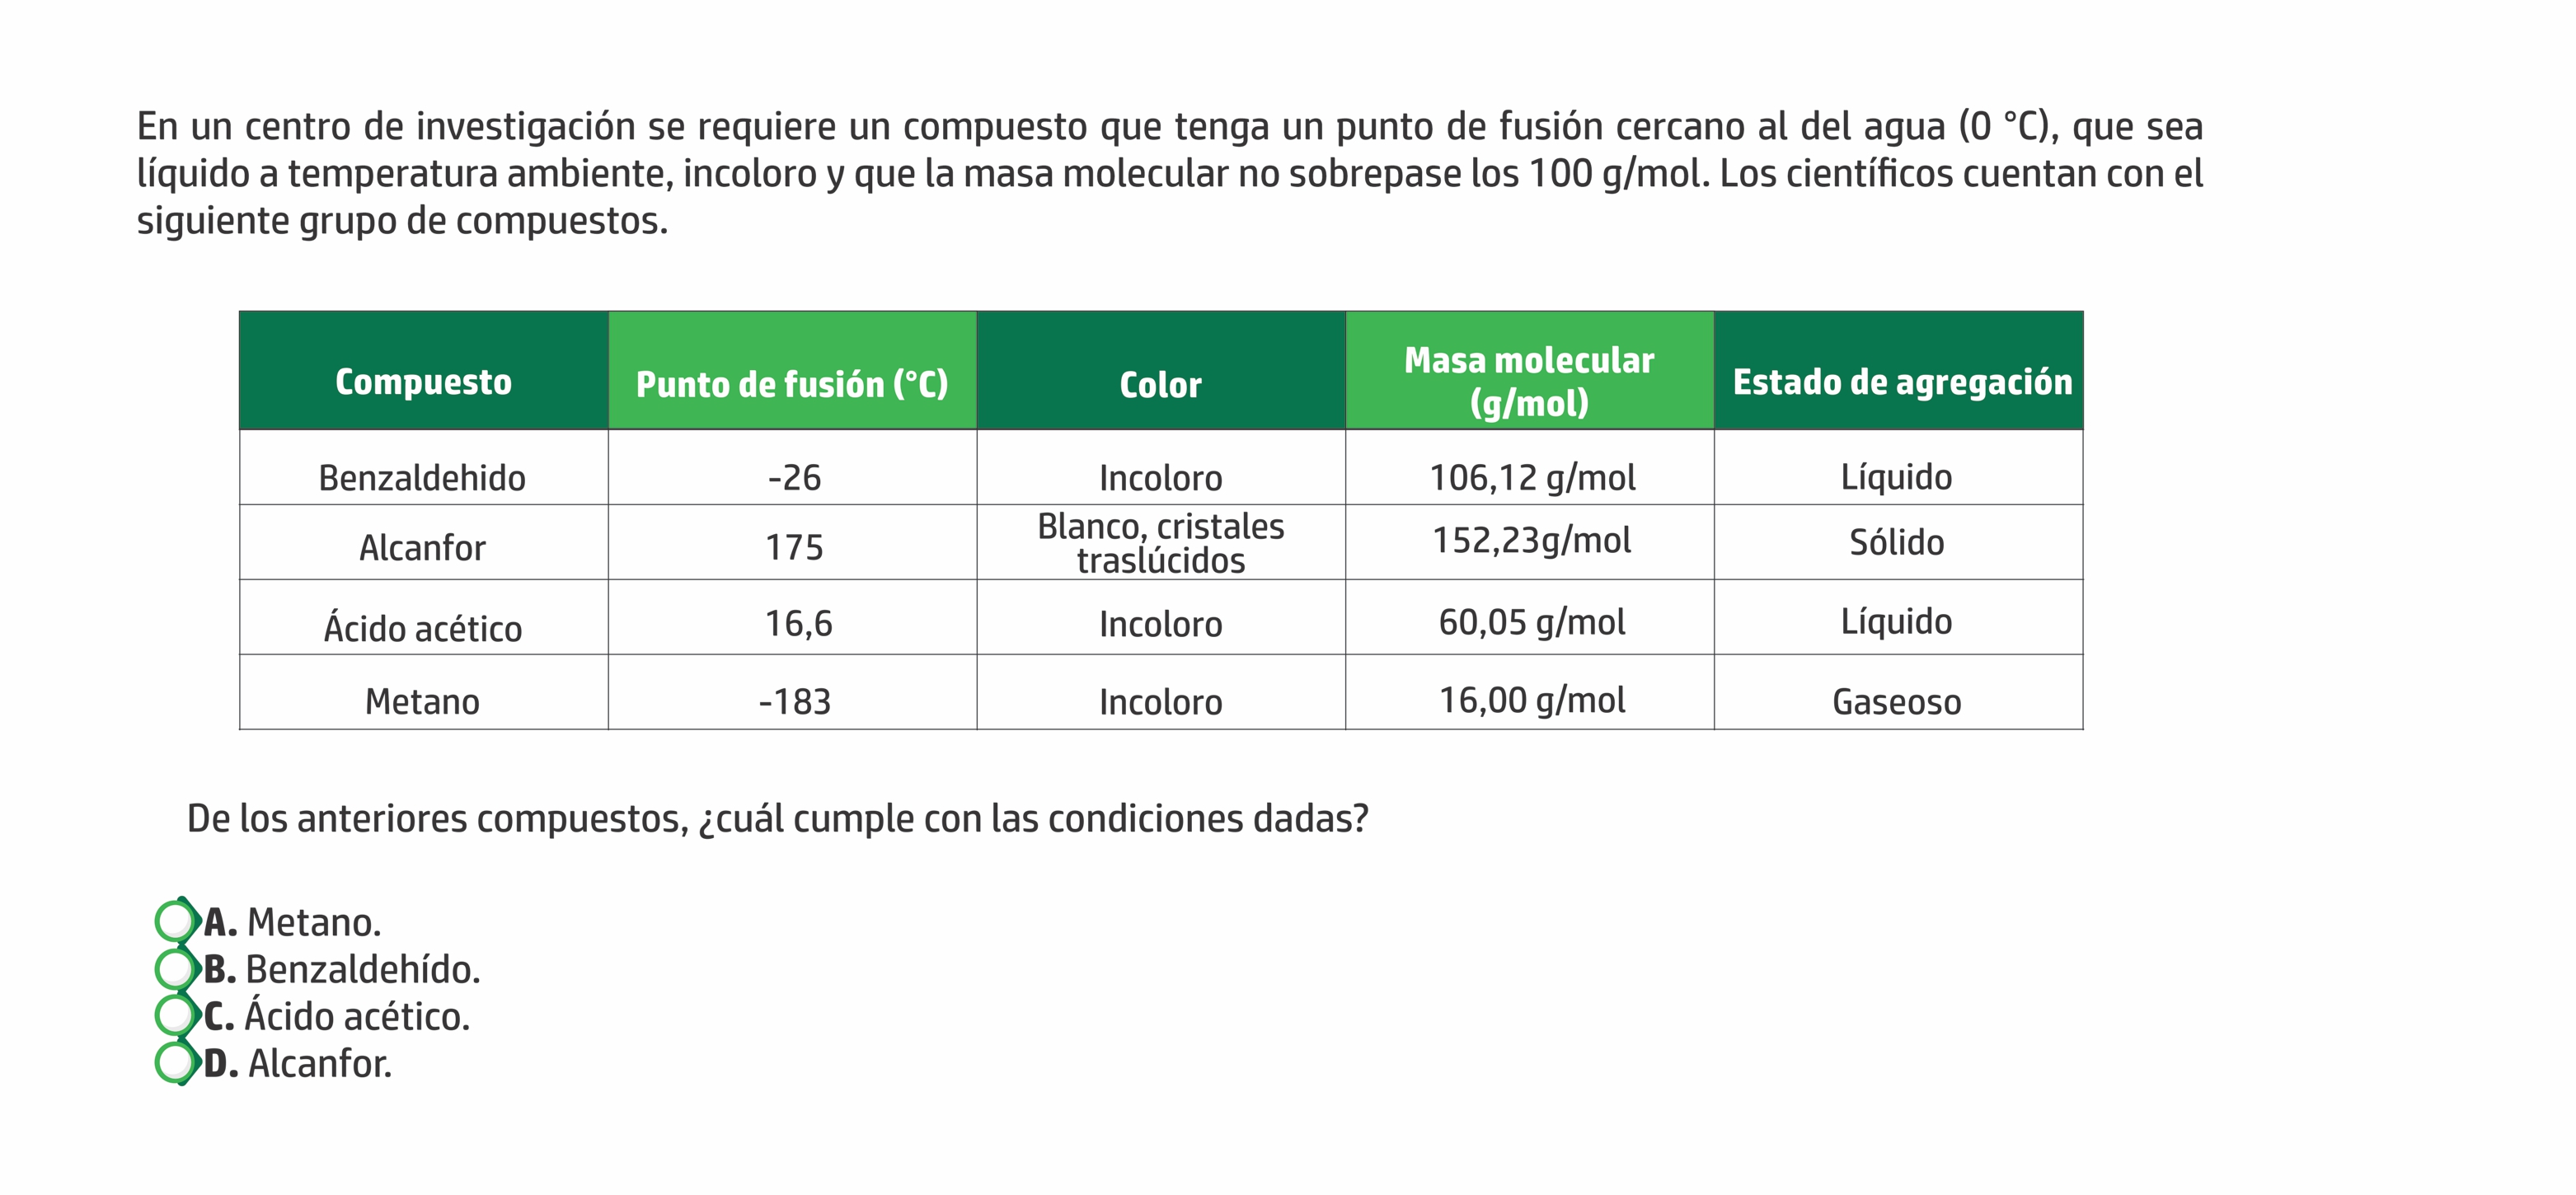 En un centro de investigación se requiere un compuesto que tenga un punto de fusión cercano al del agua (0 °C), que sea
líquido a temperatura ambiente, incoloro y que la masa molecular no sobrepase los 100 g/mol. Los científicos cuentan con el
siguiente grupo de compuestos.
Compuesto Punto de fusión (°C) Color Masa molecular (g/mol) Estado de agregación
Benzaldehido -26 Incoloro 106,12 g/mol Líquido
Alcanfor 175 Blanco, cristales traslúcidos 152,23g/mol Sólido
Ácido acético 16,6 Incoloro 60,05 g/mol Líquido
Metano -183 Incoloro 16,00 g/mol Gaseoso
De los anteriores compuestos, ¿cuál cumple con las condiciones dadas?
A. Metano.
B. Benzaldehído.
C. Ácido acético.
D. Alcanfor.